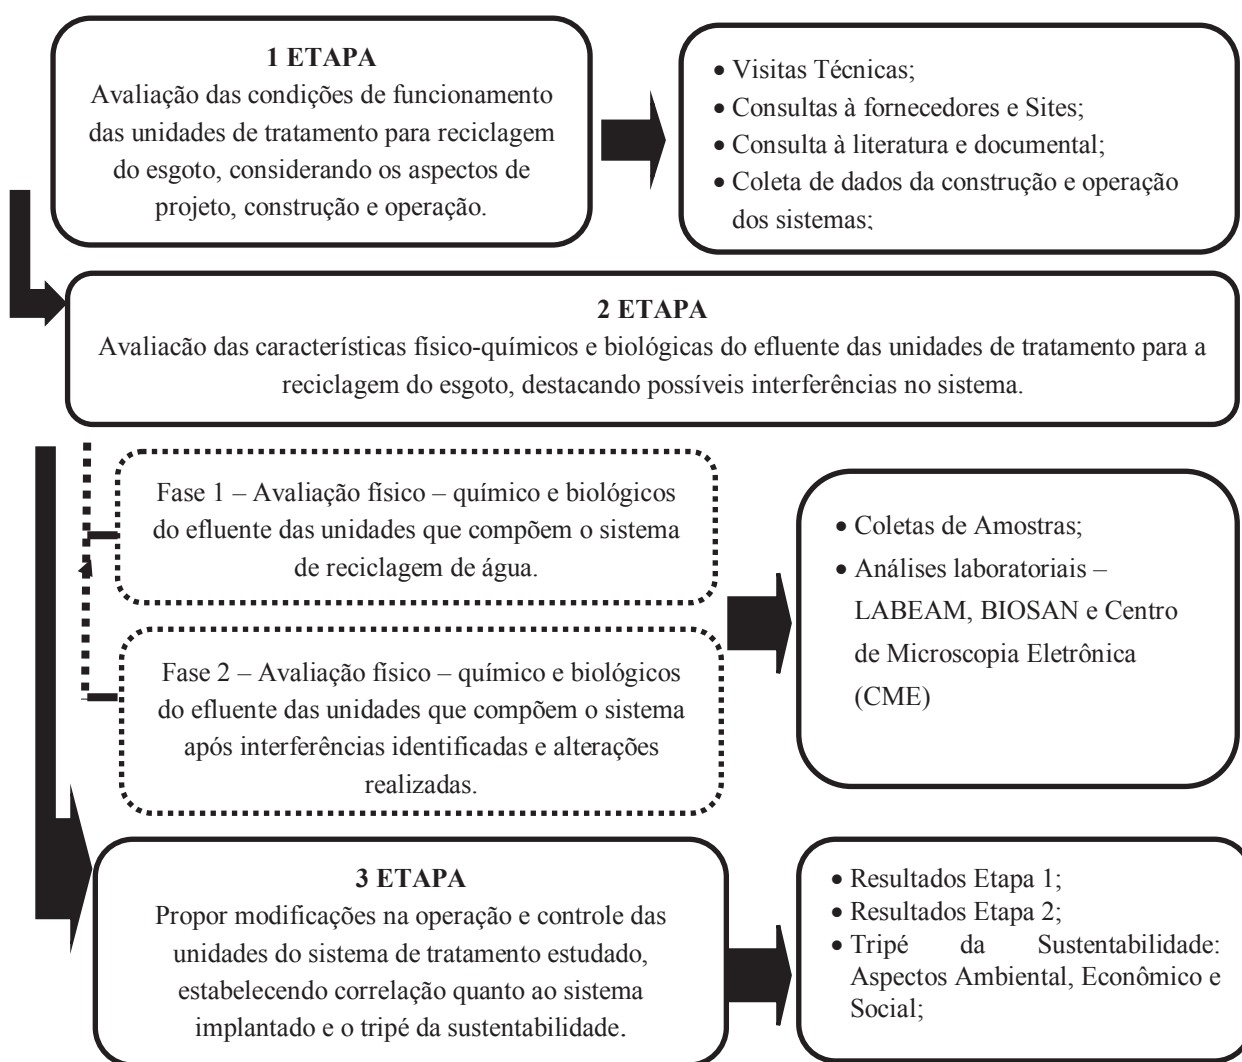 1 ETAPA
Avaliação das condições de funcionamento
das unidades de tratamento para reciclagem
do esgoto, considerando os aspectos de
projeto, construção e operação.
• Visitas Técnicas;
• Consultas à fornecedores e Sites;
• Consulta à literatura e documental;
• Coleta de dados da construção e operação
dos sistemas;
2 ETAPA
Avaliacão das características físico-químicos e biológicas do efluente das unidades de tratamento para a
reciclagem do esgoto, destacando possíveis interferências no sistema.
Fase 1 – Avaliação físico – químico e biológicos
do efluente das unidades que compõem o sistema
de reciclagem de água.
Fase 2 – Avaliação físico – químico e biológicos
do efluente das unidades que compõem o sistema
após interferências identificadas e alterações
realizadas.
• Coletas de Amostras;
• Análises laboratoriais –
LABEAM, BIOSAN e Centro
de Microscopia Eletrônica
(CME)
3 ETAPA
Propor modificações na operação e controle das
unidades do sistema de tratamento estudado,
estabelecendo correlação quanto ao sistema
implantado e o tripé da sustentabilidade.
• Resultados Etapa 1;
• Resultados Etapa 2;
• Tripé da Sustentabilidade:
Aspectos Ambiental, Econômico e
Social;